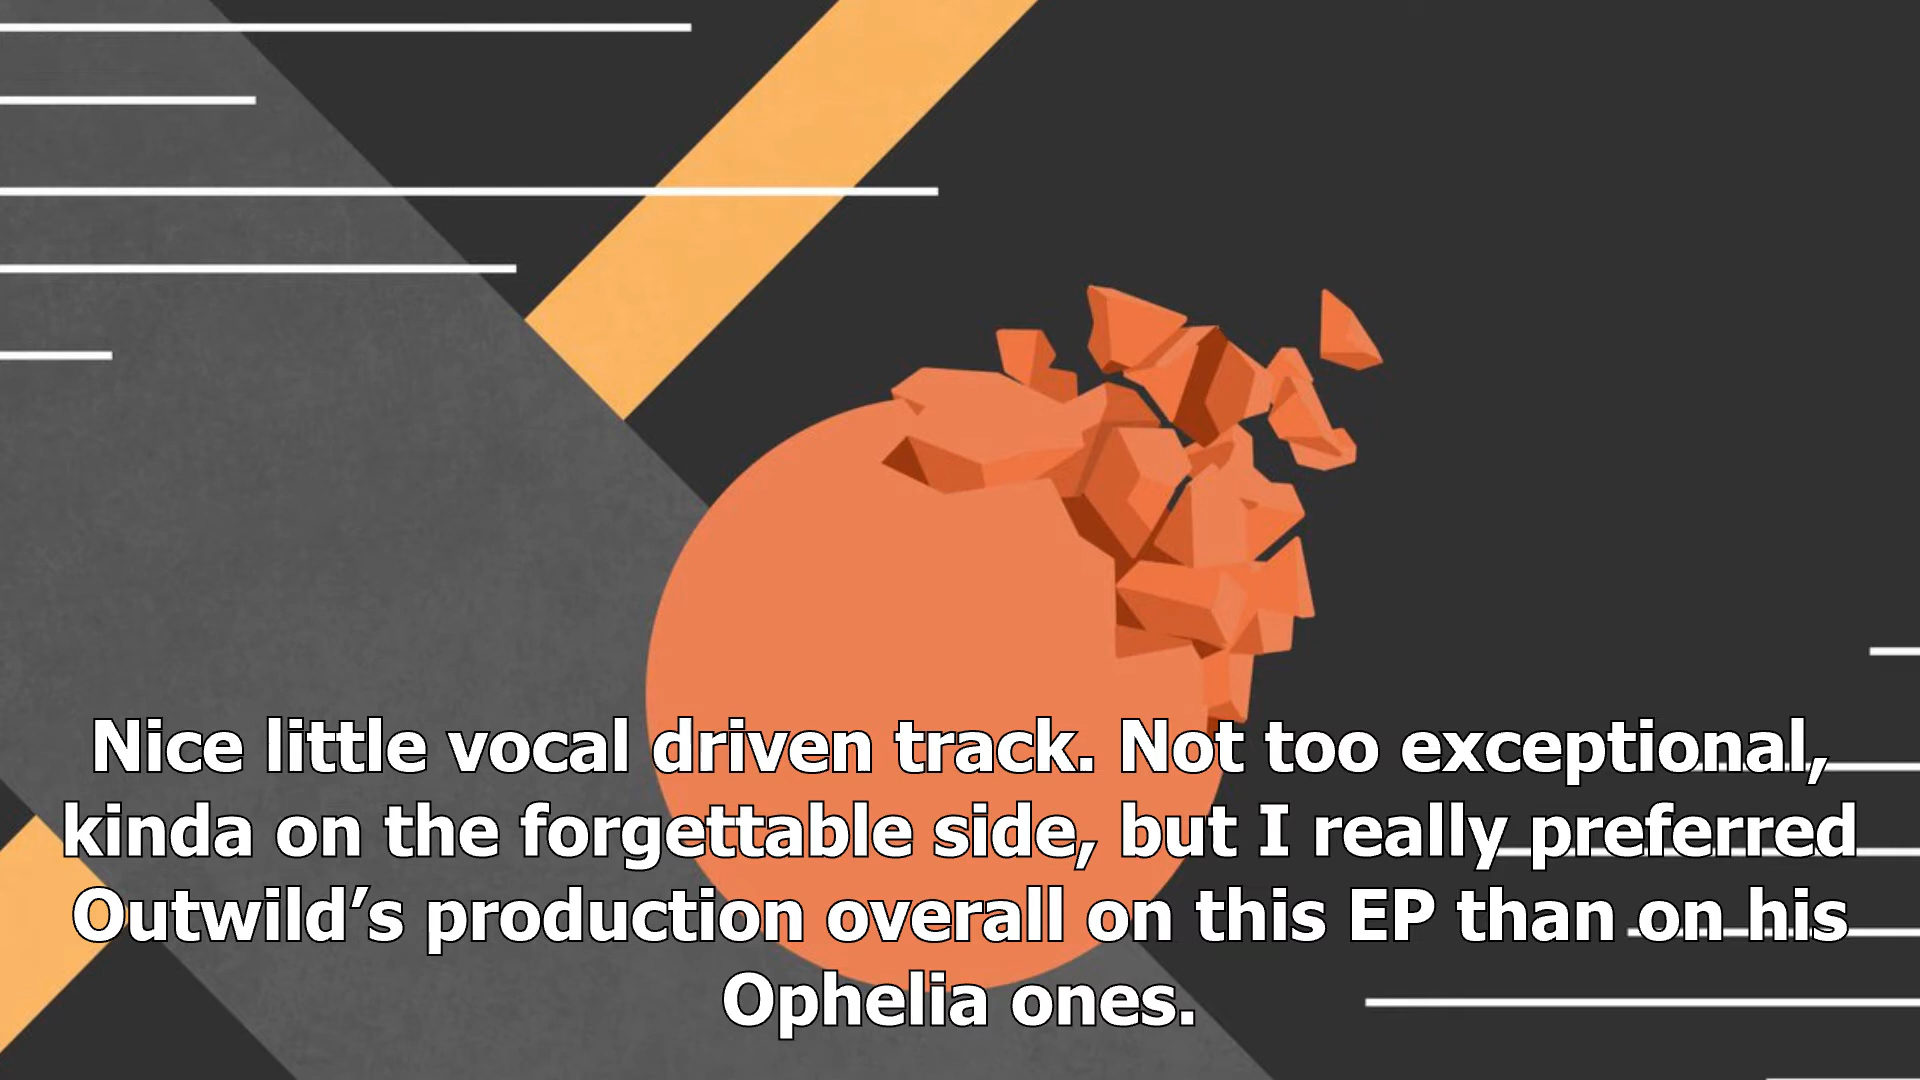 Nice little vocal driven track. Not too exceptional,
kinda on the forgettable side, but I really preferred
Outwild’s production overall on this EP than on his
Ophelia ones.